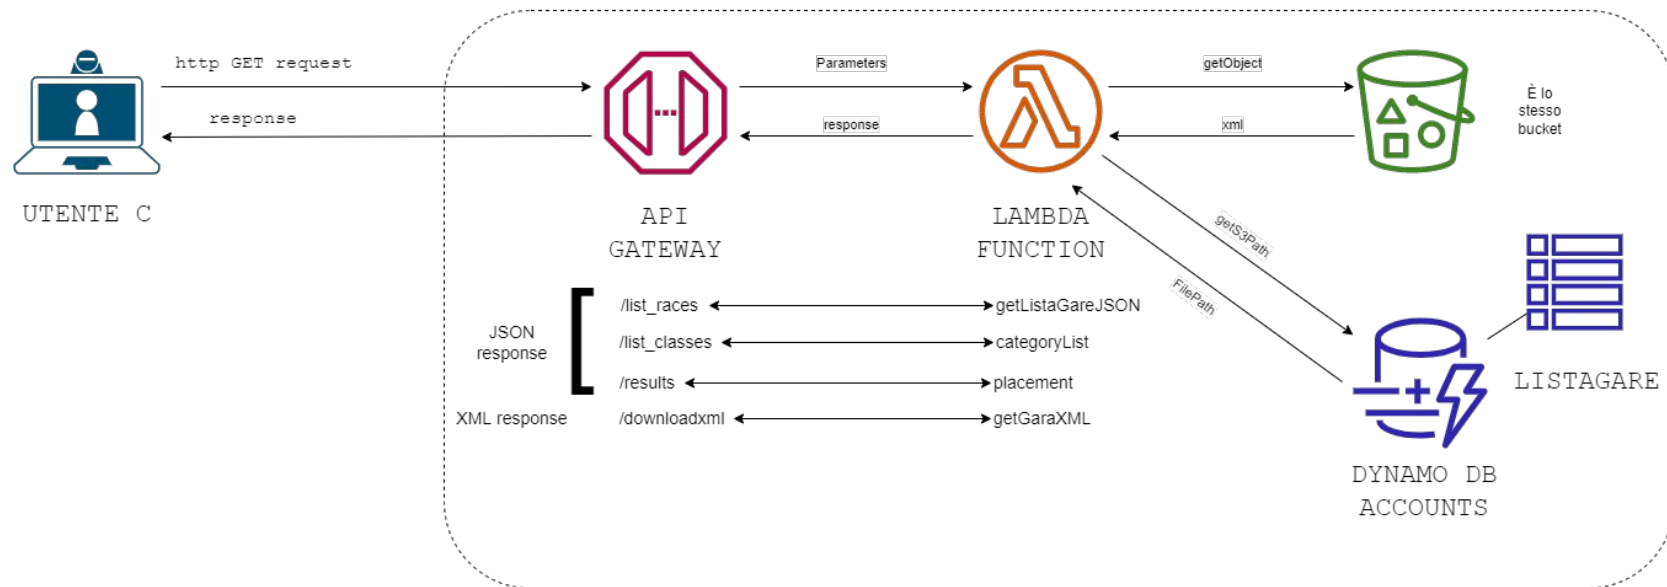 http GET request
response
UTENTE C
Parameters
response
API
GATEWAY
getObject
xml
LAMBDA
FUNCTION
È lo
stesso
bucket
getS3Path
FilePath
JSON
response
/list_races
getListaGareJSON
/list_classes
categoryList
/results
placement
XML response
/downloadxml
getGaraXML
LISTAGARE
DYNAMO DB
ACCOUNTS